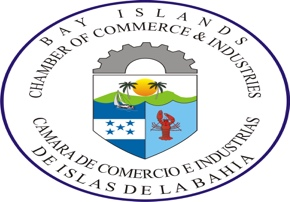 BAY ISLANDS
CHAMBER OF COMMERCE & INDUSTRIES
CAMARA DE COMERCIO E INDUSTRIAS
DE ISLAS DE LA BAHIA